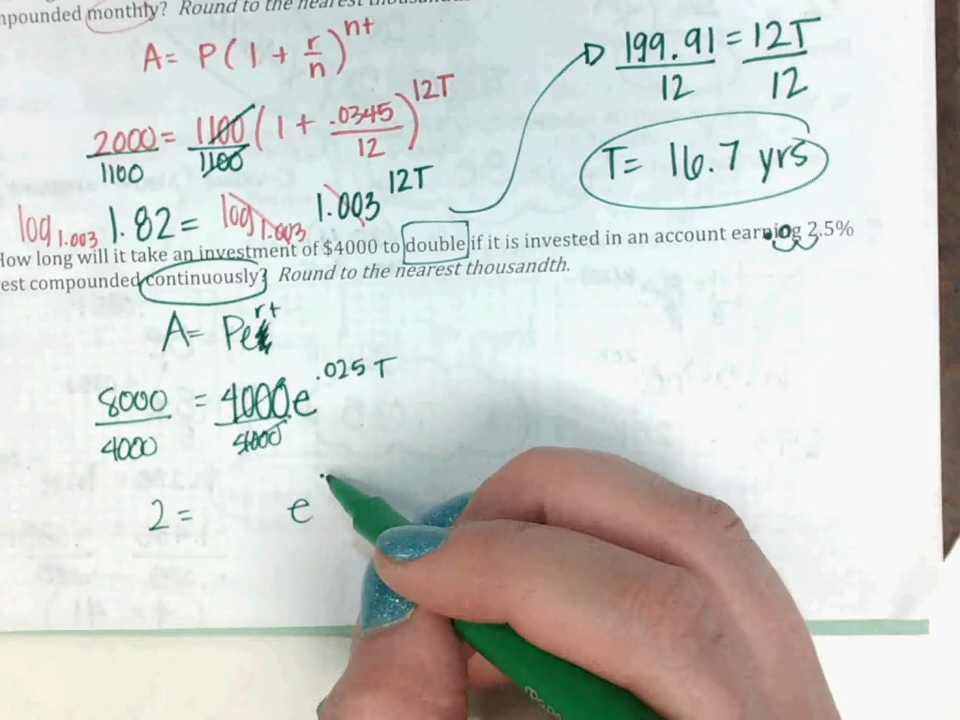 mpounded monthly? Round to the nearest thousandth.
A = P(1 + r/n)^nt
2000/1100 = 1100/1100 (1 + .0345/12)^12T
log1.003 1.82 = log1.003 1.003^12T
199.91/12 = 12T/12
T = 16.7 yrs
How long will it take an investment of $4000 to double if it is invested in an account earning 2.5%
est compounded continuously? Round to the nearest thousandth.
A = Pe^rt
8000/4000 = 4000e^.025T/4000
2 = e